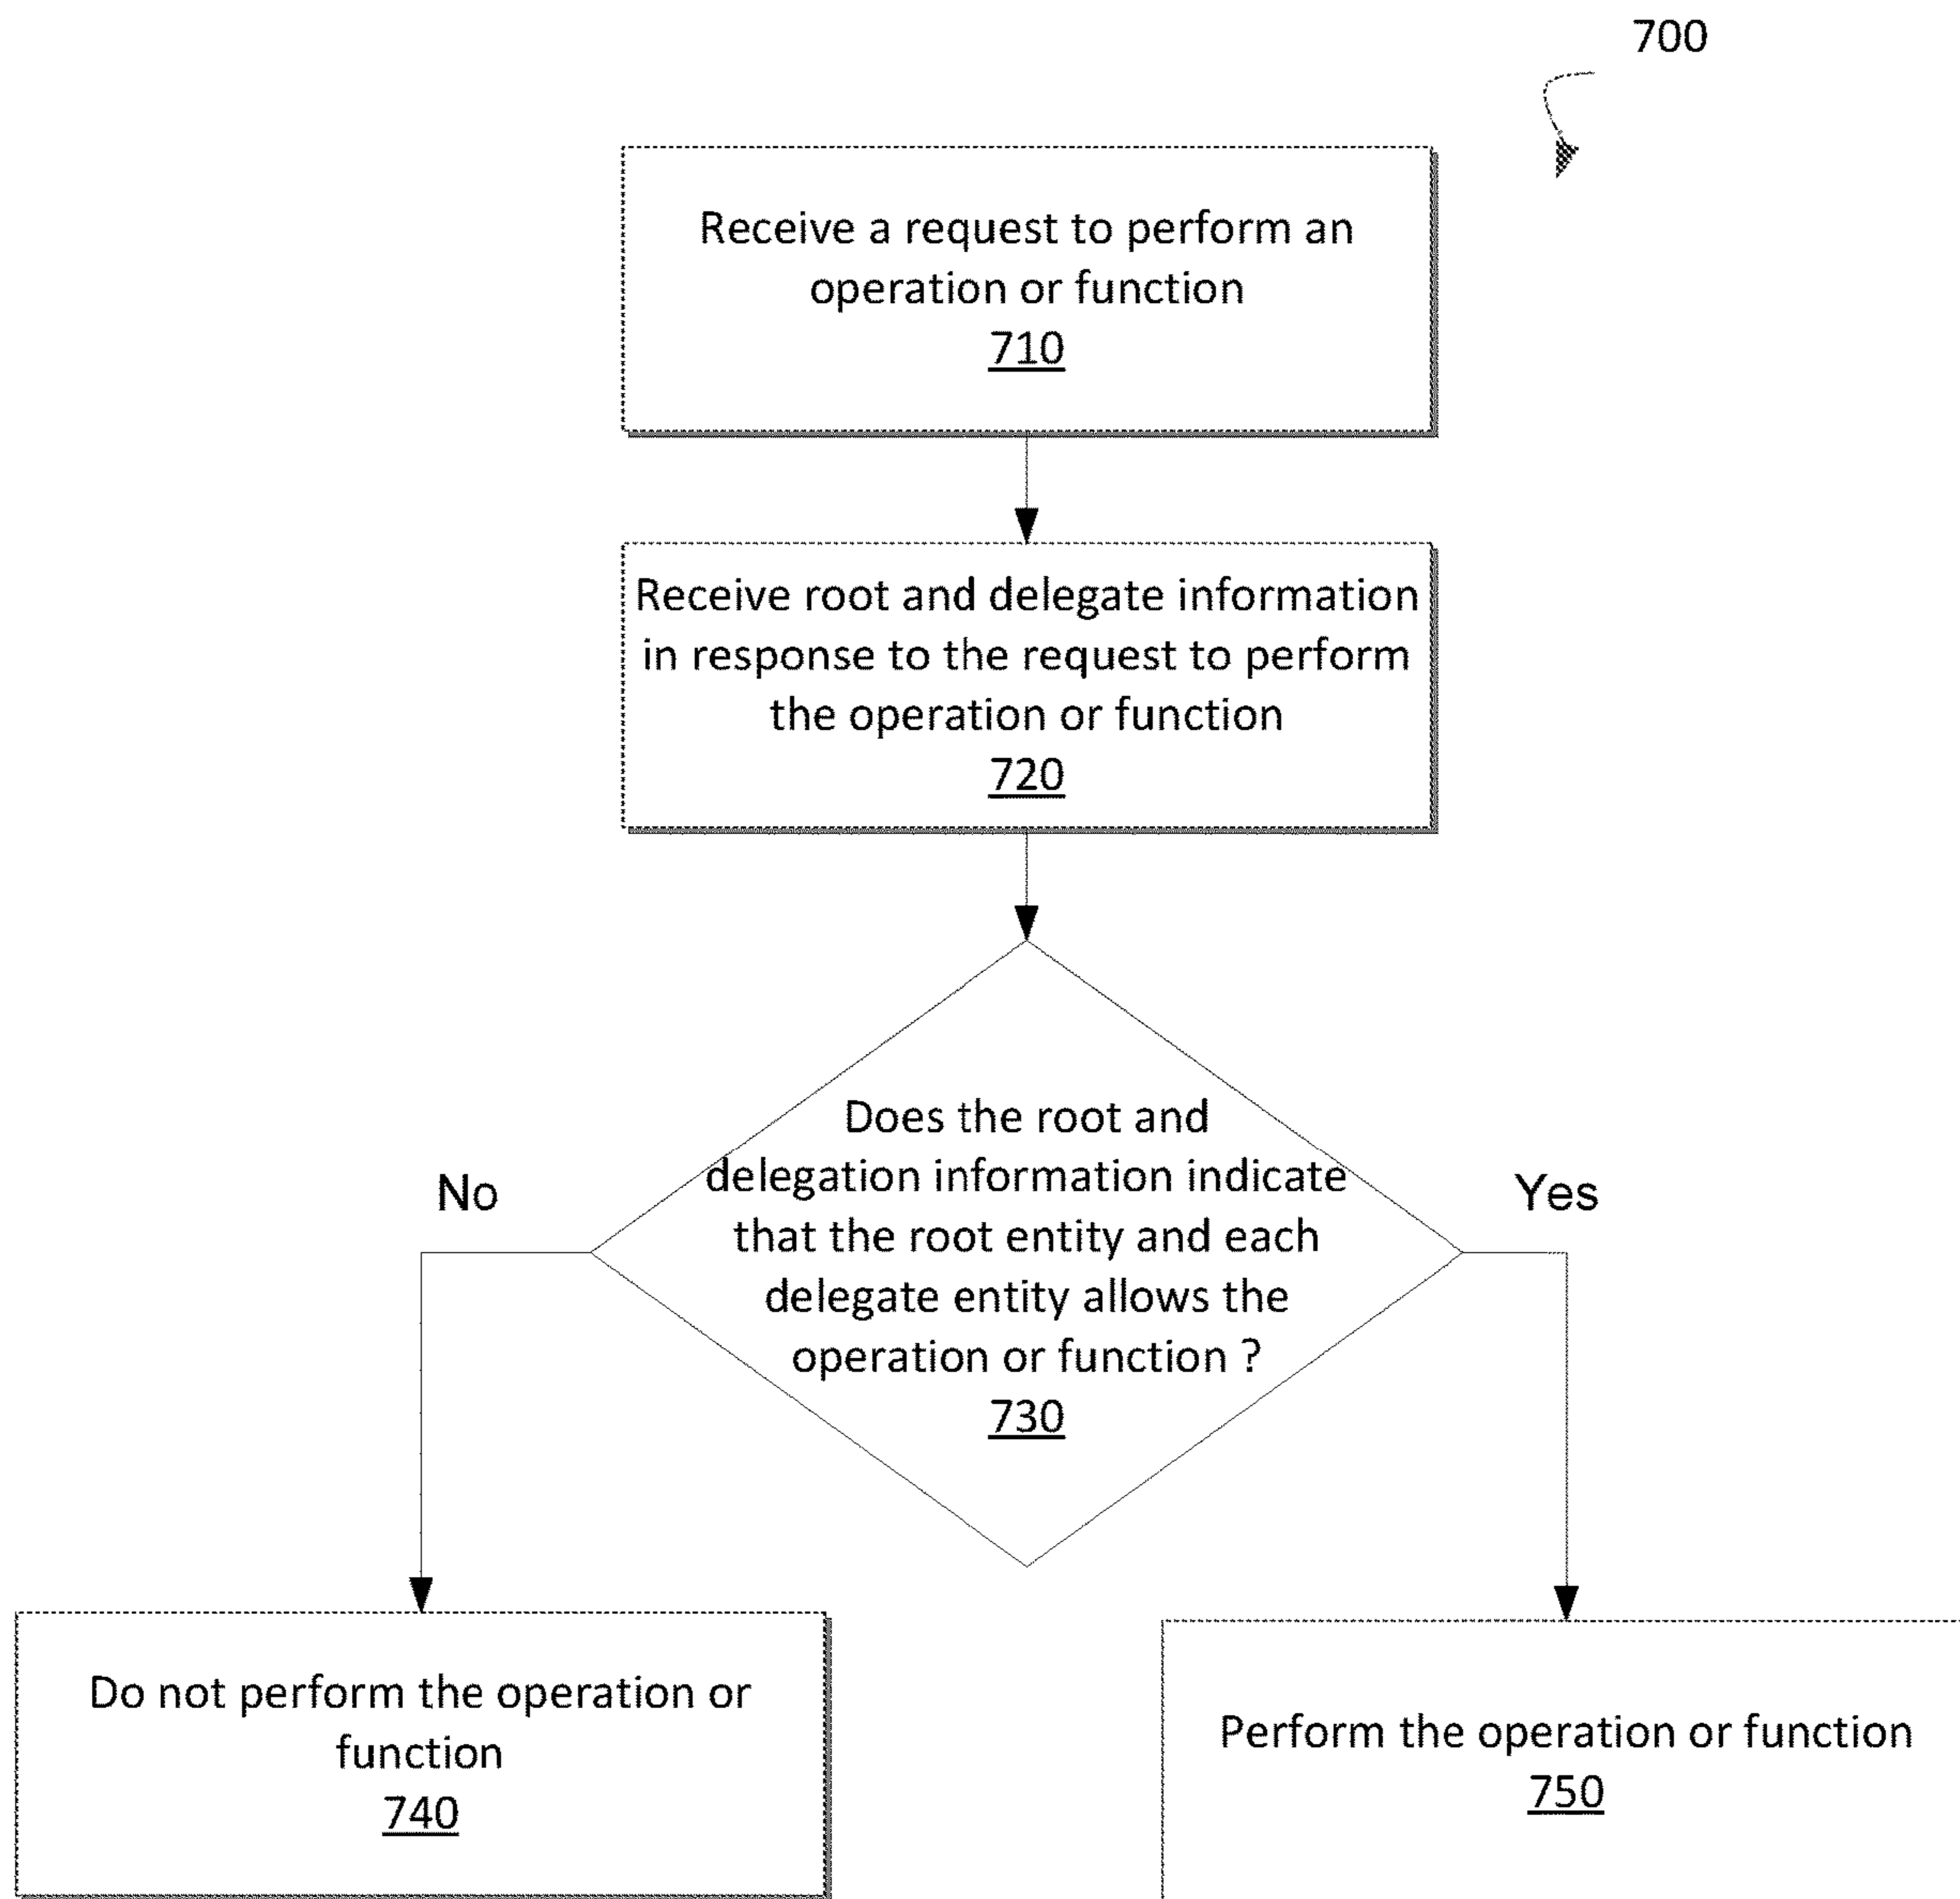 700
Receive a request to perform an
operation or function
710
Receive root and delegate information
in response to the request to perform
the operation or function
720
Does the root and
delegation information indicate
that the root entity and each
delegate entity allows the
operation or function ?
730
No
Yes
Do not perform the operation or
function
740
Perform the operation or function
750